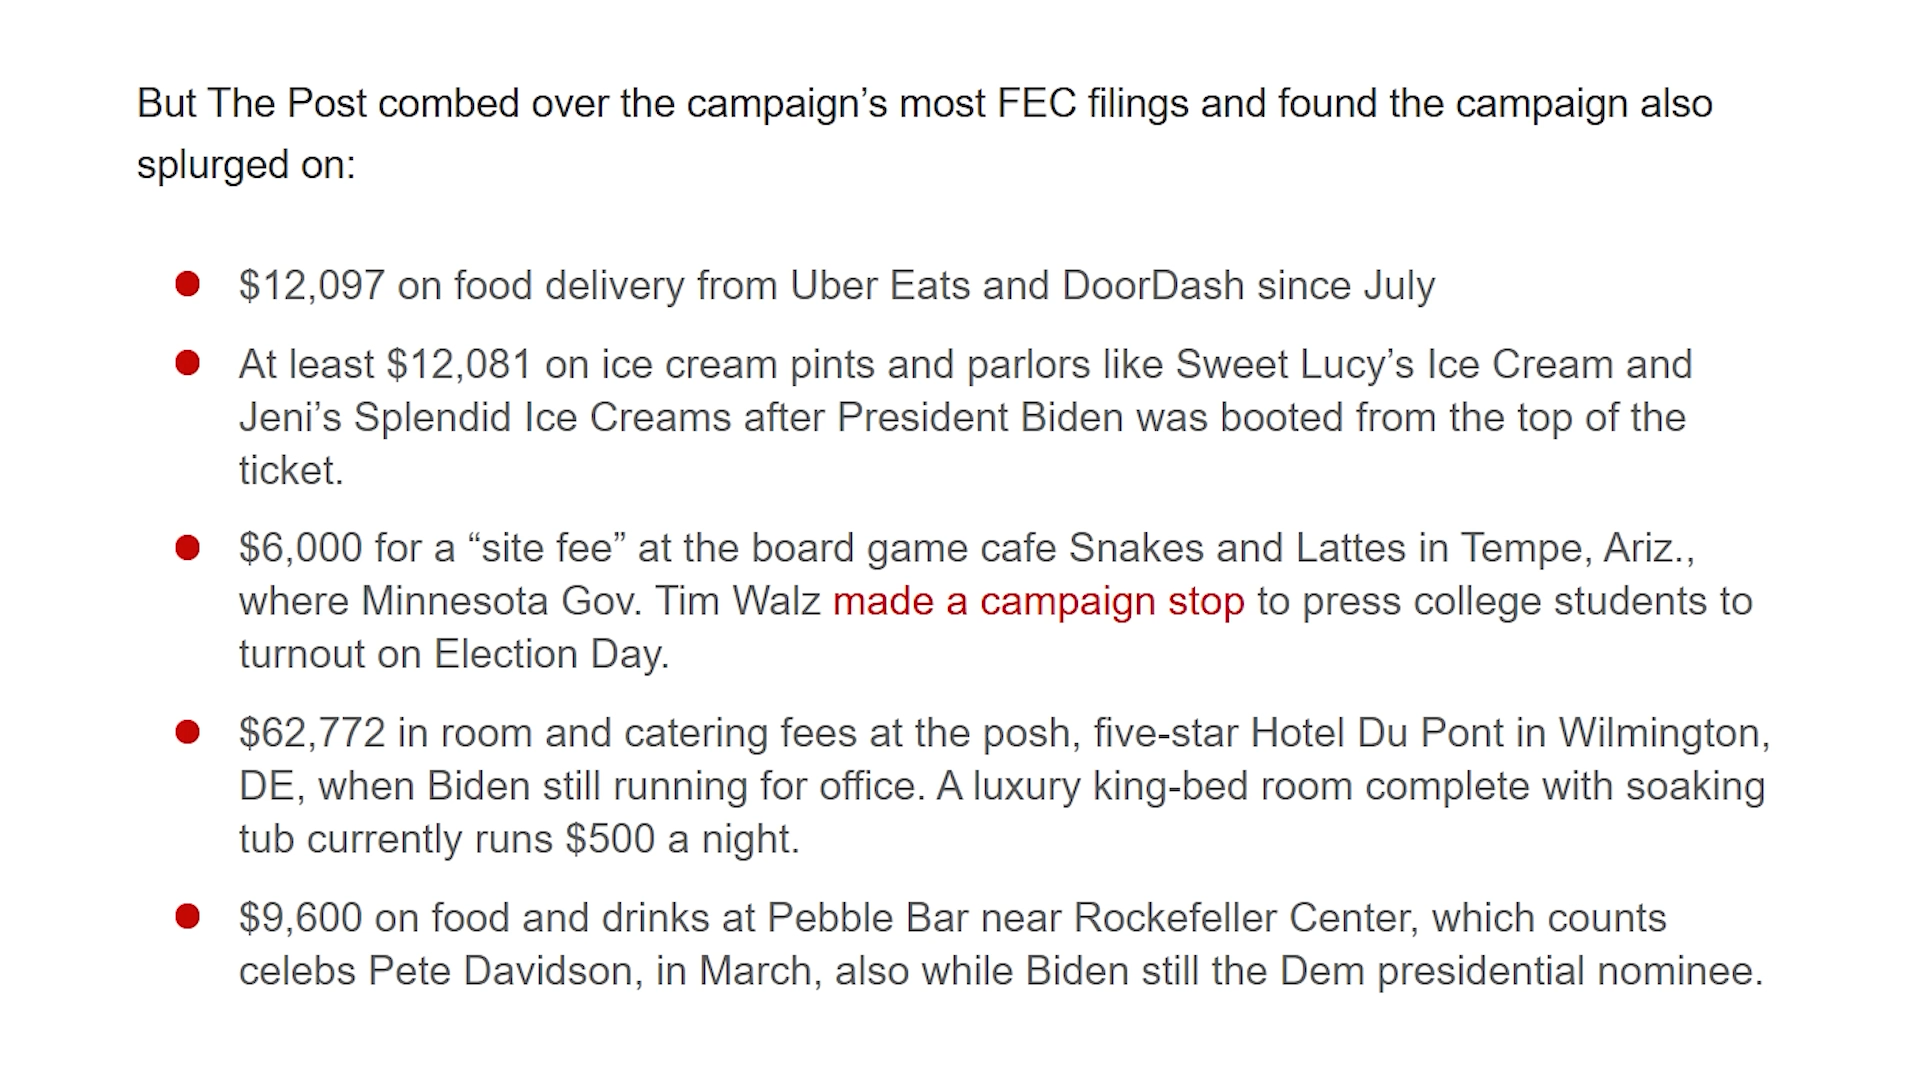 But The Post combed over the campaign’s most FEC filings and found the campaign also
splurged on:
● $12,097 on food delivery from Uber Eats and DoorDash since July
● At least $12,081 on ice cream pints and parlors like Sweet Lucy’s Ice Cream and
Jeni’s Splendid Ice Creams after President Biden was booted from the top of the
ticket.
● $6,000 for a “site fee” at the board game cafe Snakes and Lattes in Tempe, Ariz.,
where Minnesota Gov. Tim Walz made a campaign stop to press college students to
turnout on Election Day.
● $62,772 in room and catering fees at the posh, five-star Hotel Du Pont in Wilmington,
DE, when Biden still running for office. A luxury king-bed room complete with soaking
tub currently runs $500 a night.
● $9,600 on food and drinks at Pebble Bar near Rockefeller Center, which counts
celebs Pete Davidson, in March, also while Biden still the Dem presidential nominee.